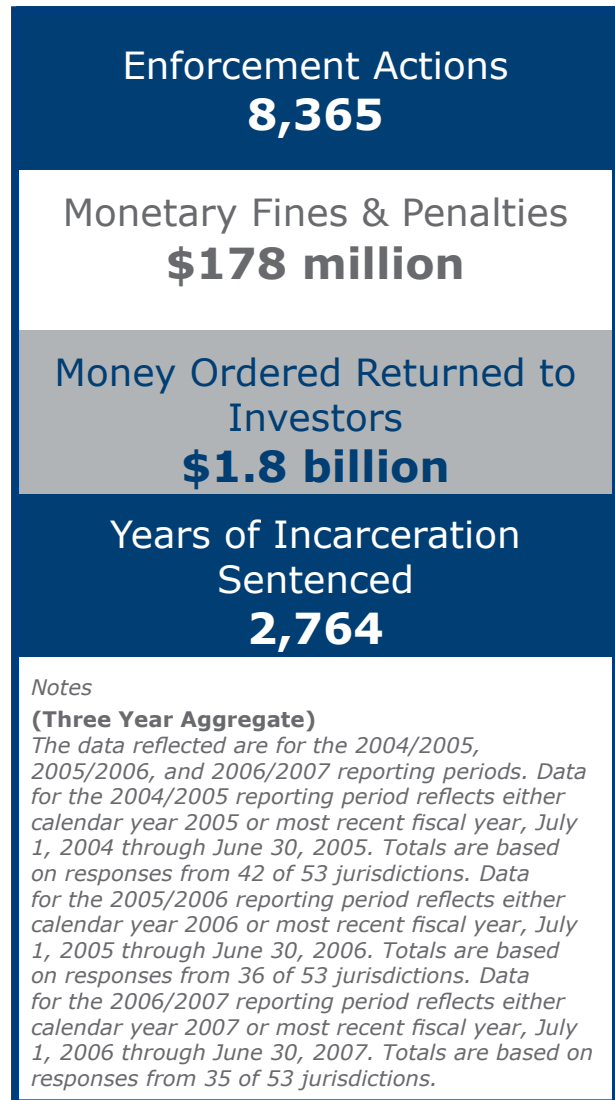 Enforcement Actions
8,365
Monetary Fines & Penalties
$178 million
Money Ordered Returned to
Investors
$1.8 billion
Years of Incarceration
Sentenced
2,764
Notes
(Three Year Aggregate)
The data reflected are for the 2004/2005,
2005/2006, and 2006/2007 reporting periods. Data
for the 2004/2005 reporting period reflects either
calendar year 2005 or most recent fiscal year, July
1, 2004 through June 30, 2005. Totals are based
on responses from 42 of 53 jurisdictions. Data
for the 2005/2006 reporting period reflects either
calendar year 2006 or most recent fiscal year, July
1, 2005 through June 30, 2006. Totals are based
on responses from 36 of 53 jurisdictions. Data
for the 2006/2007 reporting period reflects either
calendar year 2007 or most recent fiscal year, July
1, 2006 through June 30, 2007. Totals are based on
responses from 35 of 53 jurisdictions.